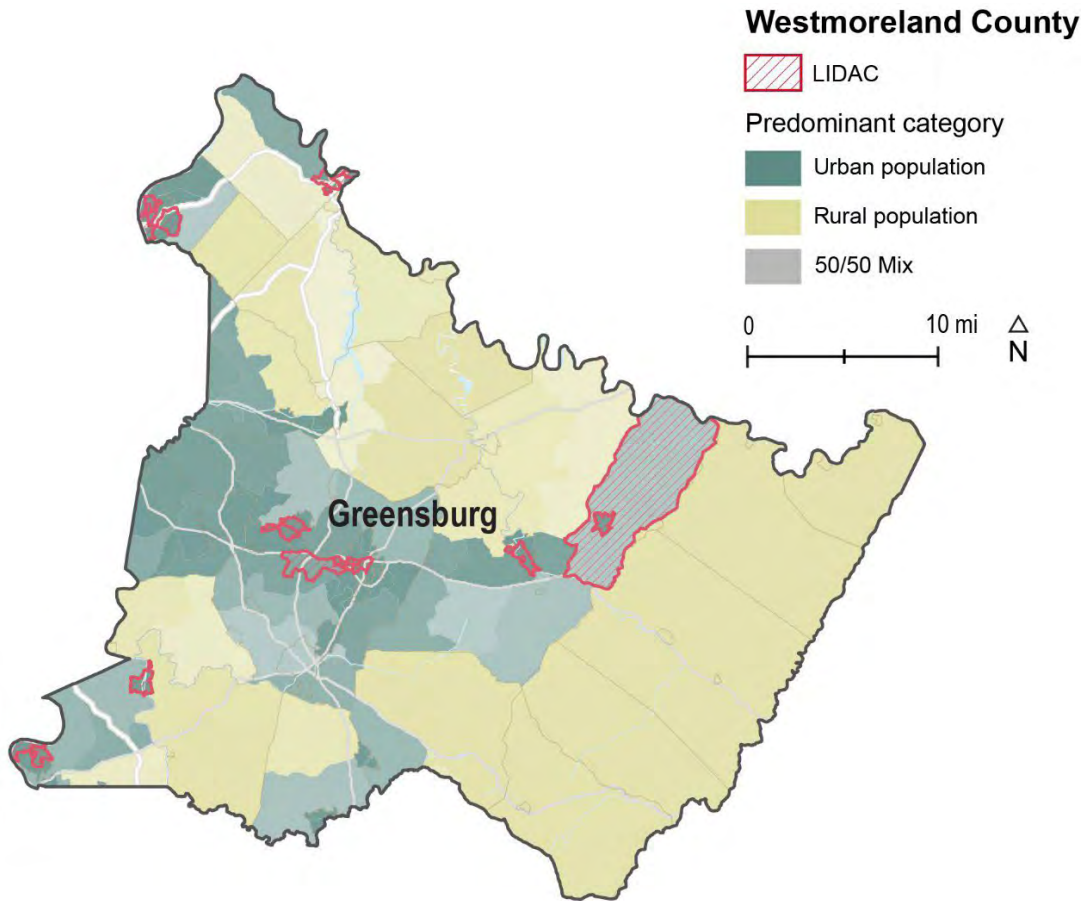 Westmoreland County
LIDAC
Predominant category
Urban population
Rural population
50/50 Mix
0 10 mi
N
Greensburg